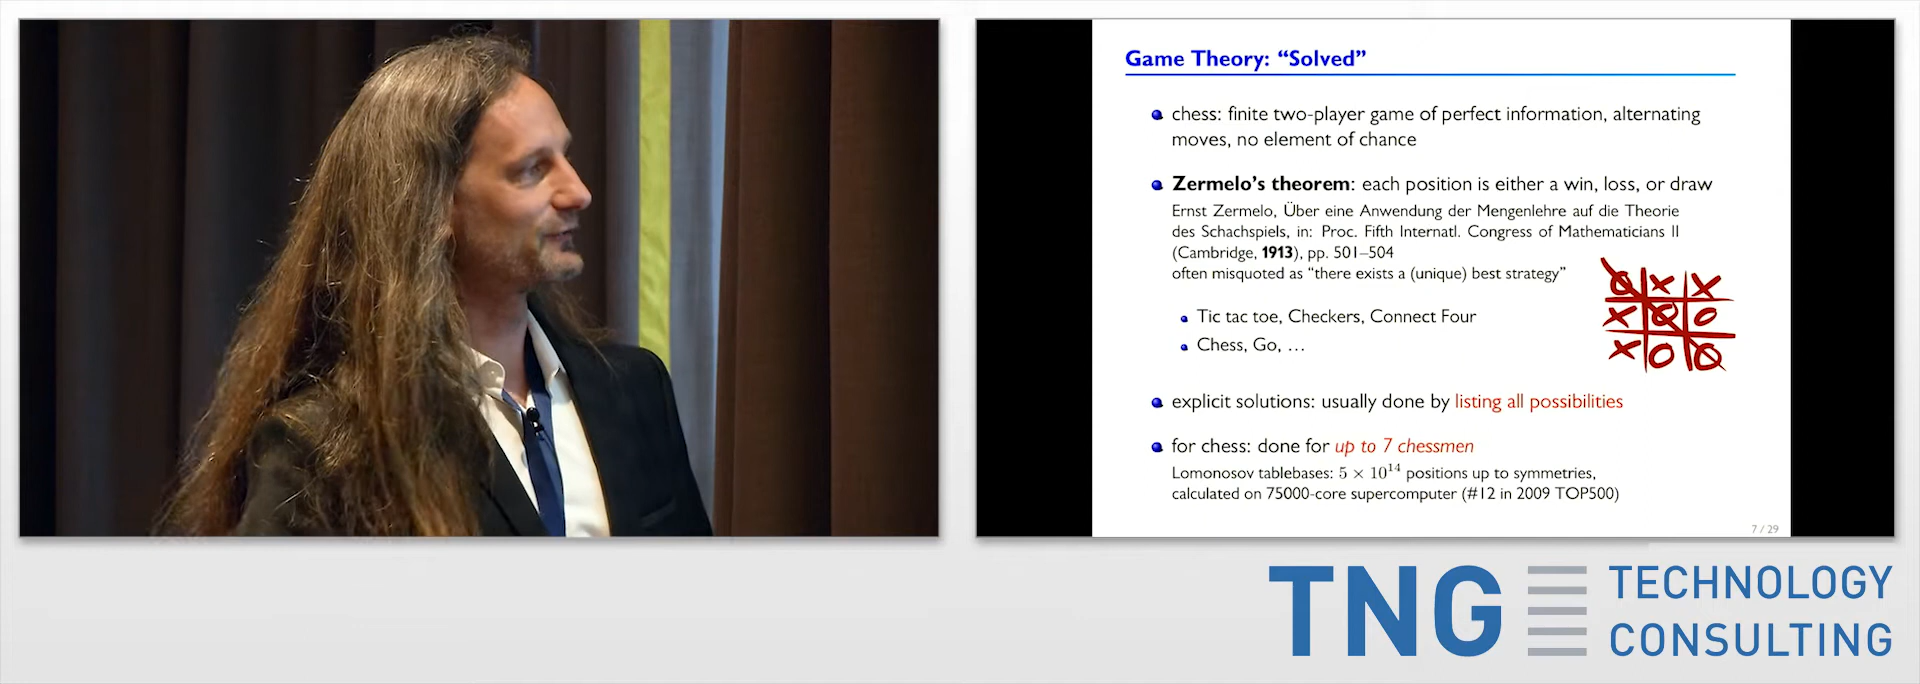 Game Theory: “Solved”
chess: finite two-player game of perfect information, alternating
moves, no element of chance
Zermelo's theorem: each position is either a win, loss, or draw
Ernst Zermelo, Über eine Anwendung der Mengenlehre auf die Theorie
des Schachspiels, in: Proc. Fifth Internatl. Congress of Mathematicians II
(Cambridge, 1913), pp. 501–504
often misquoted as “there exists a (unique) best strategy”
Tic tac toe, Checkers, Connect Four
Chess, Go, …
O X X
X O O
X O O
explicit solutions: usually done by listing all possibilities
for chess: done for up to 7 chessmen
Lomonosov tablebases: 5 × 10¹⁴ positions up to symmetries,
calculated on 75000-core supercomputer (#12 in 2009 TOP500)
7 / 29
TNG TECHNOLOGY
CONSULTING